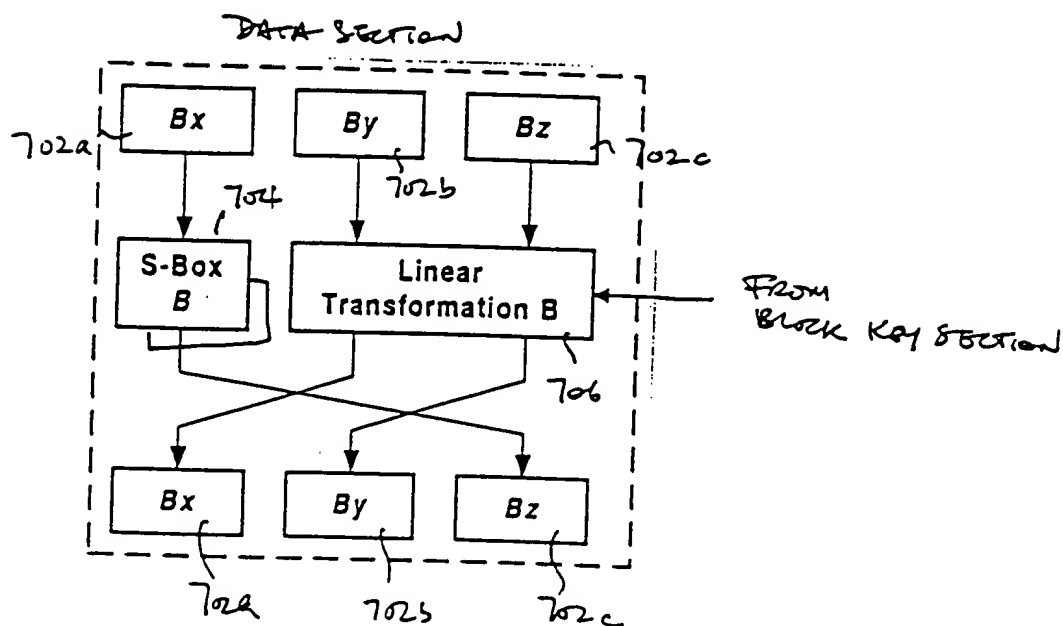 DATA SECTION
Bx
By
Bz
702a
702b
702c
704
S-Box
B
Linear
Transformation B
FROM
BLOCK KEY SECTION
706
Bx
By
Bz
702a
702b
702c